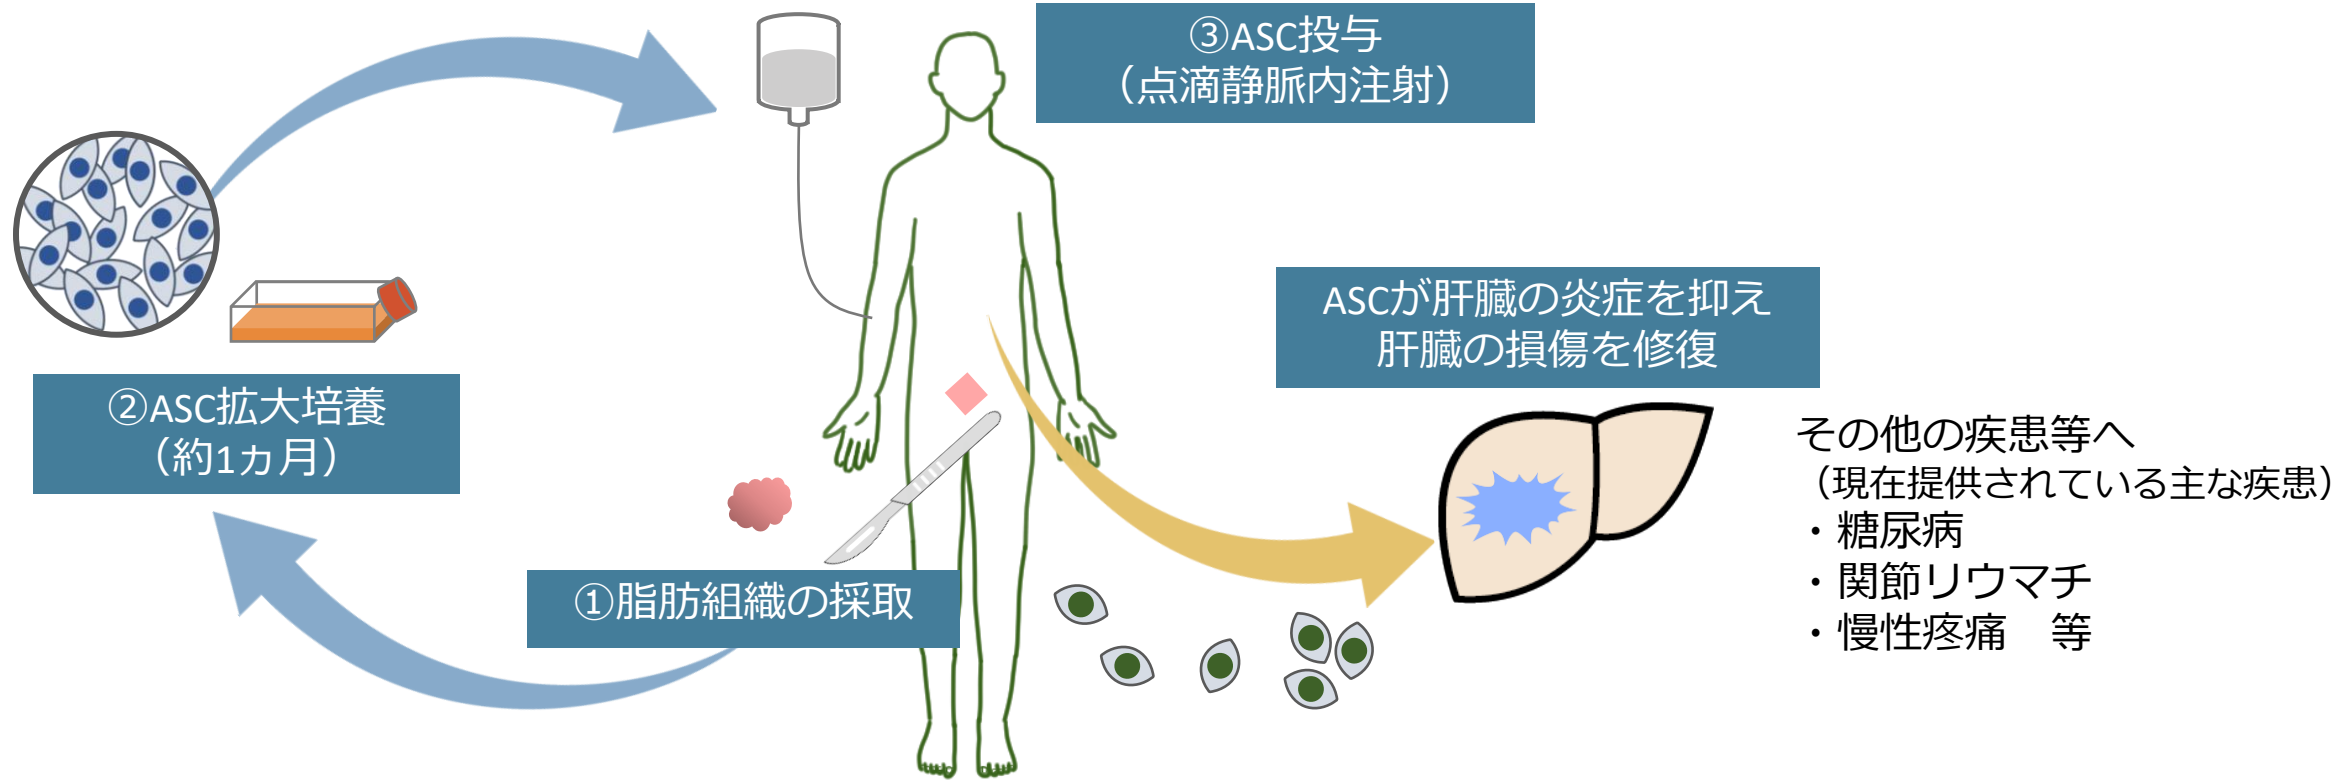 ③ASC投与
（点滴静脈内注射）
ASCが肝臓の炎症を抑え
肝臓の損傷を修復
②ASC拡大培養
（約1ヵ月）
①脂肪組織の採取
その他の疾患等へ
（現在提供されている主な疾患）
・糖尿病
・関節リウマチ
・慢性疼痛　等